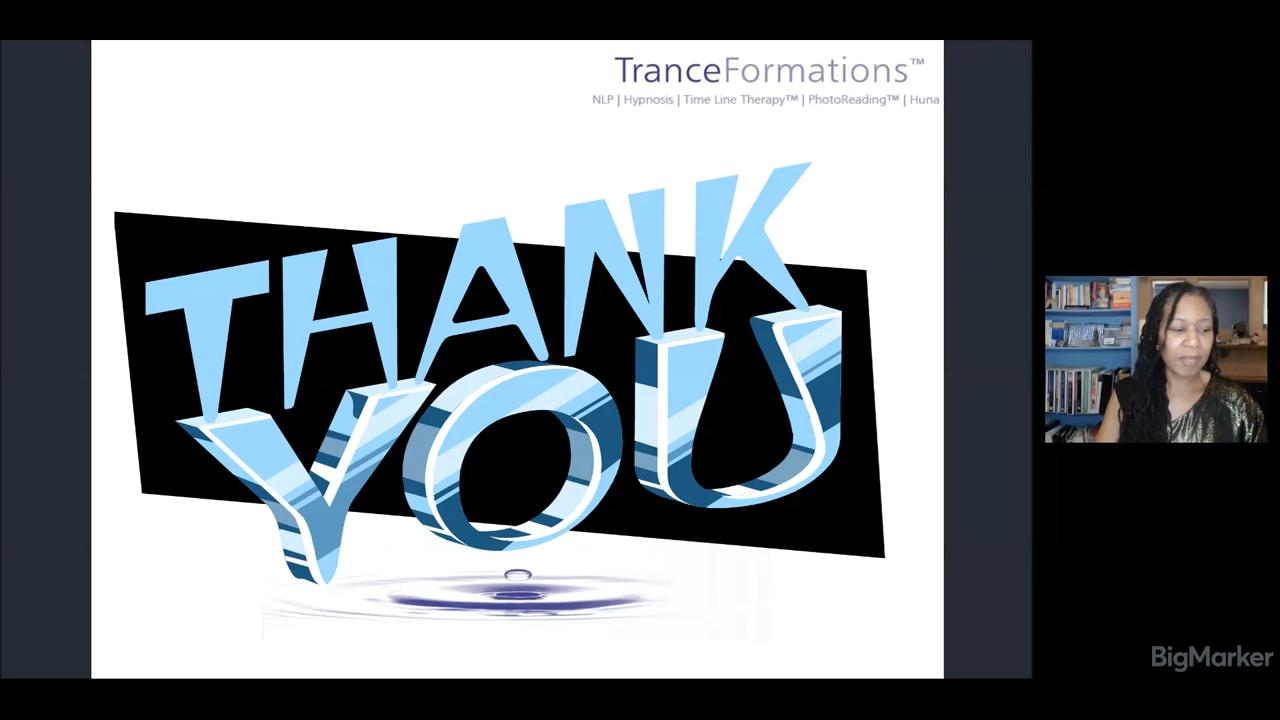 TranceFormations™
NLP | Hypnosis | Time Line Therapy™ | PhotoReading™ | Huna
THANK
YOU
BigMarker